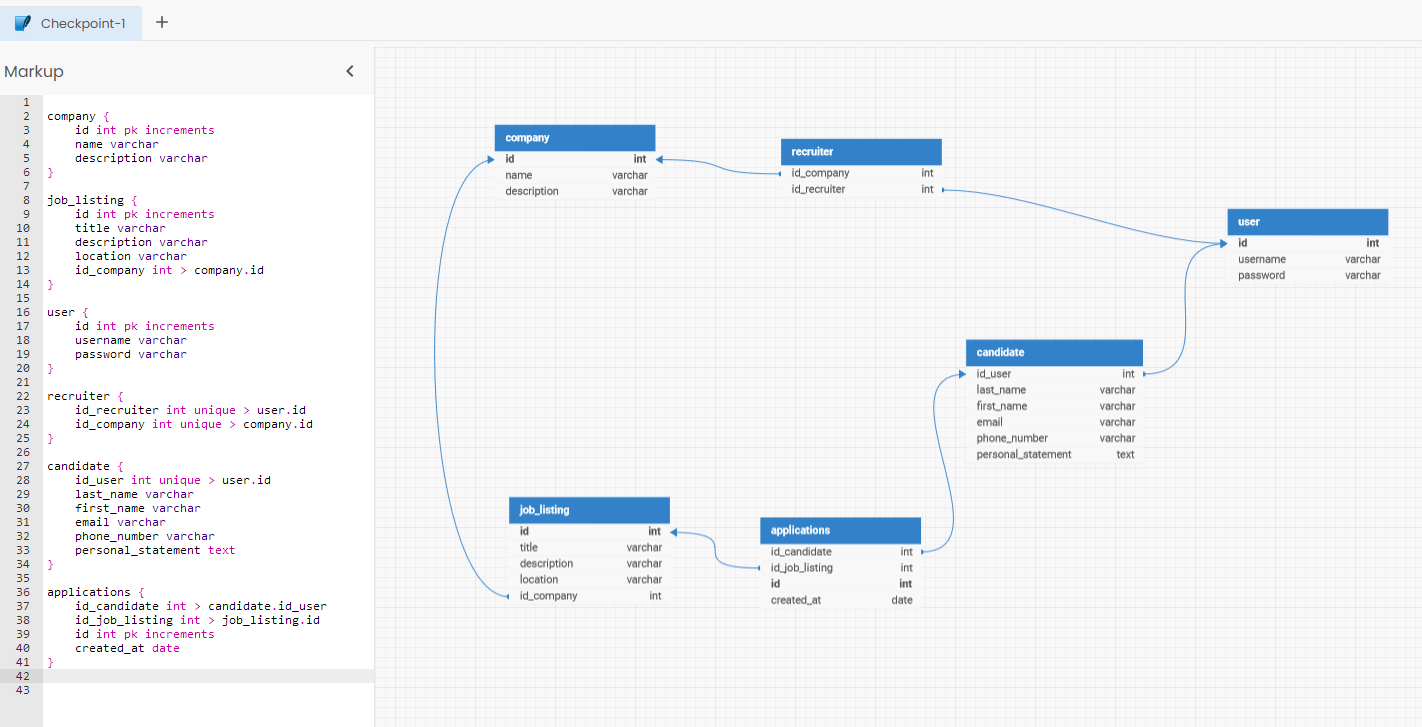 Checkpoint-1 +
Markup
1
2 company {
3 id int pk increments
4 name varchar
5 description varchar
6 }
7
8 job_listing {
9 id int pk increments
10 title varchar
11 description varchar
12 location varchar
13 id_company int > company.id
14 }
15
16 user {
17 id int pk increments
18 username varchar
19 password varchar
20 }
21
22 recruiter {
23 id_recruiter int unique > user.id
24 id_company int unique > company.id
25 }
26
27 candidate {
28 id_user int unique > user.id
29 last_name varchar
30 first_name varchar
31 email varchar
32 phone_number varchar
33 personal_statement text
34 }
35
36 applications {
37 id_candidate int > candidate.id_user
38 id_job_listing int > job_listing.id
39 id int pk increments
40 created_at date
41 }
42
43
company
id int
name varchar
description varchar
recruiter
id_company int
id_recruiter int
user
id int
username varchar
password varchar
candidate
id_user int
last_name varchar
first_name varchar
email varchar
phone_number varchar
personal_statement text
job_listing
id int
title varchar
description varchar
location varchar
id_company int
applications
id_candidate int
id_job_listing int
id int
created_at date